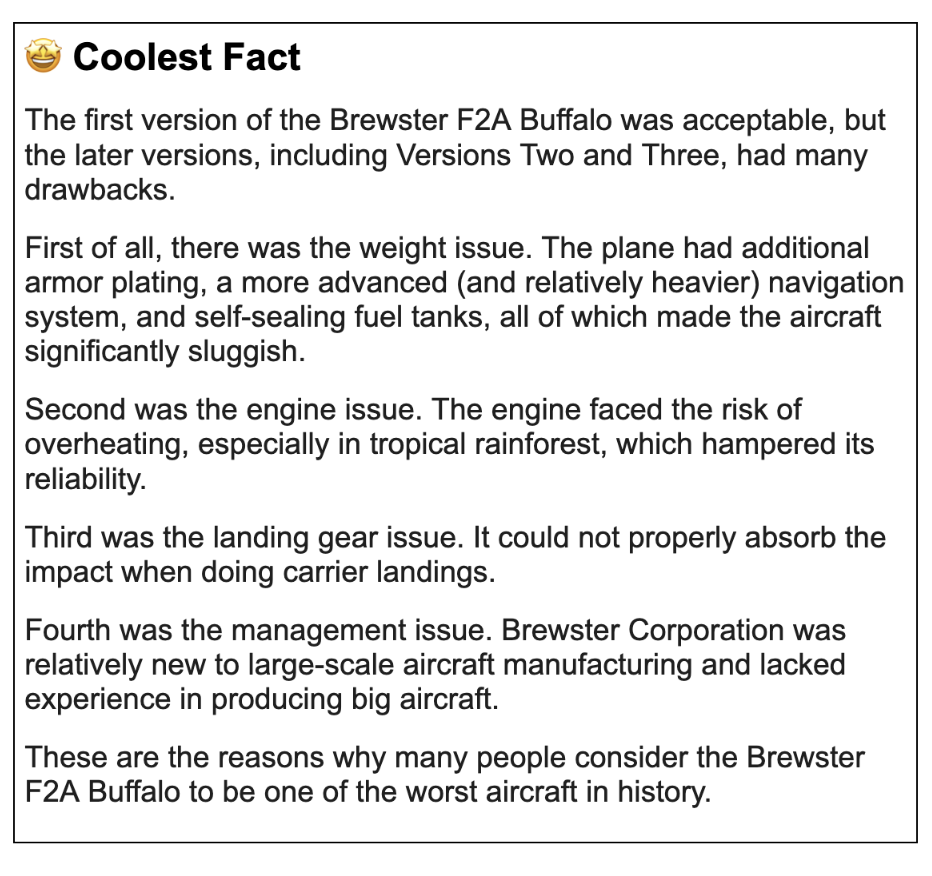 🤩 Coolest Fact
The first version of the Brewster F2A Buffalo was acceptable, but
the later versions, including Versions Two and Three, had many
drawbacks.
First of all, there was the weight issue. The plane had additional
armor plating, a more advanced (and relatively heavier) navigation
system, and self-sealing fuel tanks, all of which made the aircraft
significantly sluggish.
Second was the engine issue. The engine faced the risk of
overheating, especially in tropical rainforest, which hampered its
reliability.
Third was the landing gear issue. It could not properly absorb the
impact when doing carrier landings.
Fourth was the management issue. Brewster Corporation was
relatively new to large-scale aircraft manufacturing and lacked
experience in producing big aircraft.
These are the reasons why many people consider the Brewster
F2A Buffalo to be one of the worst aircraft in history.